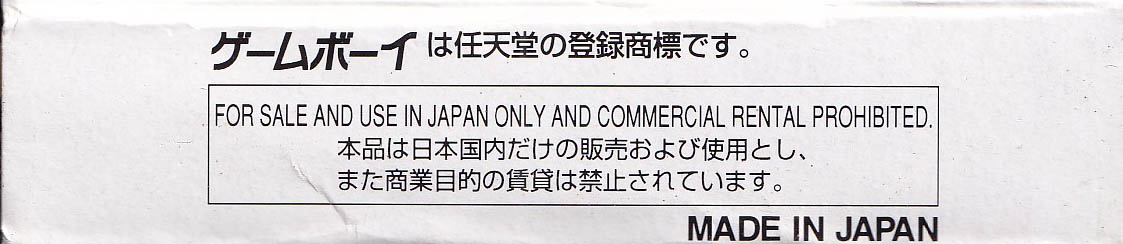 ゲームボーイは任天堂の登録商標です。
FOR SALE AND USE IN JAPAN ONLY AND COMMERCIAL RENTAL PROHIBITED.
本品は日本国内だけの販売および使用とし、
また商業目的の賃貸は禁止されています。
MADE IN JAPAN